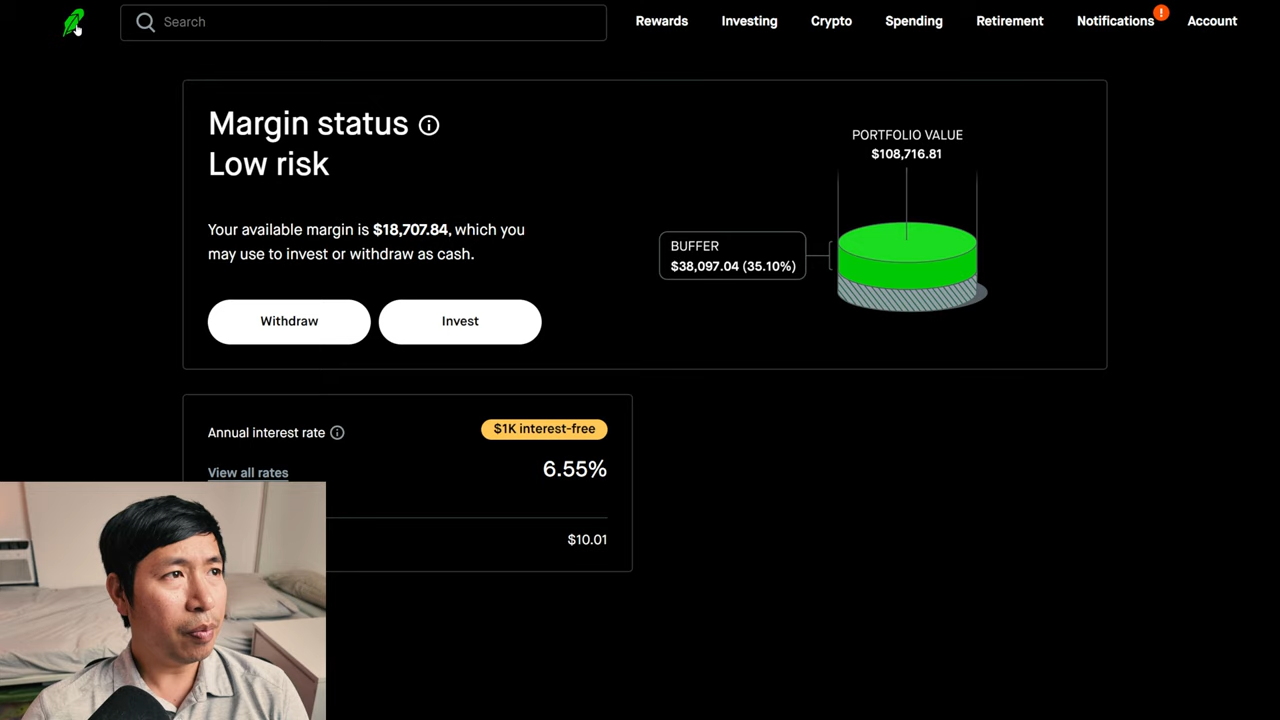 Search
Rewards
Investing
Crypto
Spending
Retirement
Notifications
!
Account
Margin status
Low risk
Your available margin is $18,707.84, which you
may use to invest or withdraw as cash.
Withdraw
Invest
PORTFOLIO VALUE
$108,716.81
BUFFER
$38,097.04 (35.10%)
Annual interest rate
$1K interest-free
View all rates
6.55%
$10.01